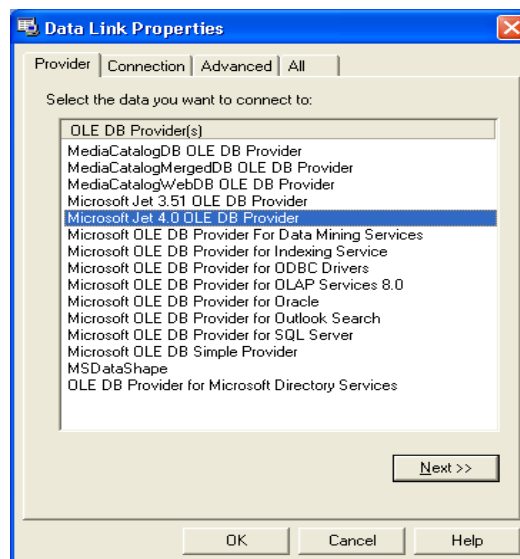 Data Link Properties
Provider Connection Advanced All
Select the data you want to connect to:
OLE DB Provider(s)
MediaCatalogDB OLE DB Provider
MediaCatalogMergedDB OLE DB Provider
MediaCatalogWebDB OLE DB Provider
Microsoft Jet 3.51 OLE DB Provider
Microsoft Jet 4.0 OLE DB Provider
Microsoft OLE DB Provider For Data Mining Services
Microsoft OLE DB Provider for Indexing Service
Microsoft OLE DB Provider for ODBC Drivers
Microsoft OLE DB Provider for OLAP Services 8.0
Microsoft OLE DB Provider for Oracle
Microsoft OLE DB Provider for Outlook Search
Microsoft OLE DB Provider for SQL Server
Microsoft OLE DB Simple Provider
MSDataShape
OLE DB Provider for Microsoft Directory Services
Next >>
OK Cancel Help